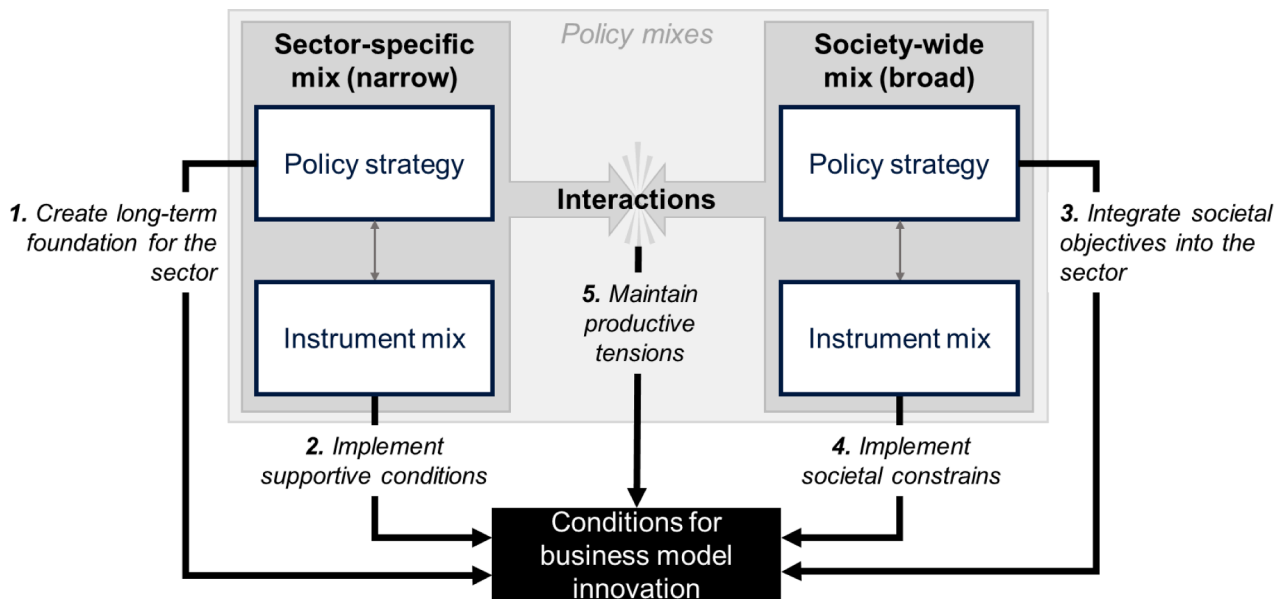 Policy mixes
Sector-specific
mix (narrow)
Policy strategy
Instrument mix
Society-wide
mix (broad)
Policy strategy
Instrument mix
Interactions
1. Create long-term
foundation for the
sector
2. Implement
supportive conditions
3. Integrate societal
objectives into the
sector
4. Implement
societal constrains
5. Maintain
productive
tensions
Conditions for
business model
innovation